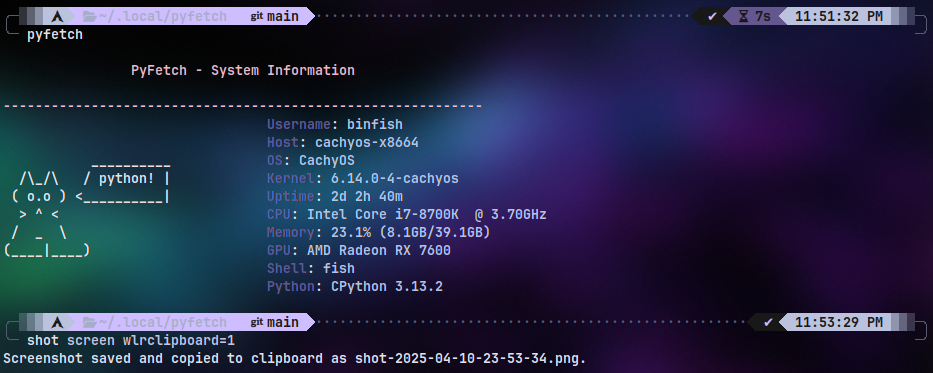 ~/.local/pyfetch git main ✔ 7s 11:51:32 PM
pyfetch
PyFetch - System Information
------------------------------------------------------------
Username: binfish
Host: cachyos-x8664
OS: CachyOS
Kernel: 6.14.0-4-cachyos
Uptime: 2d 2h 40m
CPU: Intel Core i7-8700K @ 3.70GHz
Memory: 23.1% (8.1GB/39.1GB)
GPU: AMD Radeon RX 7600
Shell: fish
Python: CPython 3.13.2
__________
/\_/\ / python! |
( o.o ) <__________|
> ^ <
/ _ \
(____|____)
~/.local/pyfetch git main ✔ 11:53:29 PM
shot screen wlrclipboard=1
Screenshot saved and copied to clipboard as shot-2025-04-10-23-53-34.png.